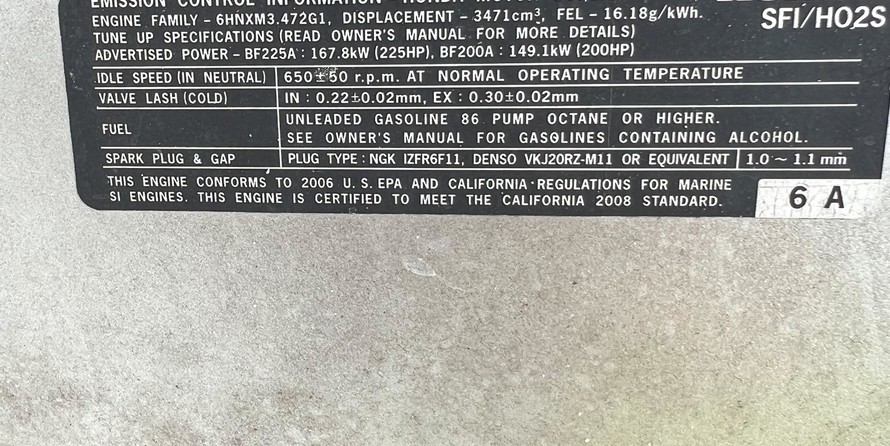 EMISSION CONTROL INFORMATION - HONDA MOTOR
ENGINE FAMILY – 6HNXM3.472G1, DISPLACEMENT – 3471cm³, FEL – 16.18g/kWh.
SFI/HO2S
TUNE UP SPECIFICATIONS (READ OWNER'S MANUAL FOR MORE DETAILS)
ADVERTISED POWER – BF225A : 167.8kW (225HP), BF200A : 149.1kW (200HP)
IDLE SPEED (IN NEUTRAL) 650±50 r.p.m. AT NORMAL OPERATING TEMPERATURE
VALVE LASH (COLD) IN : 0.22±0.02mm, EX : 0.30±0.02mm
FUEL
UNLEADED GASOLINE 86 PUMP OCTANE OR HIGHER.
SEE OWNER'S MANUAL FOR GASOLINES CONTAINING ALCOHOL.
SPARK PLUG & GAP PLUG TYPE : NGK IZFR6F11, DENSO VKJ20RZ-M11 OR EQUIVALENT 1.0 ~ 1.1 mm
THIS ENGINE CONFORMS TO 2006 U.S. EPA AND CALIFORNIA REGULATIONS FOR MARINE
SI ENGINES. THIS ENGINE IS CERTIFIED TO MEET THE CALIFORNIA 2008 STANDARD.
6 A